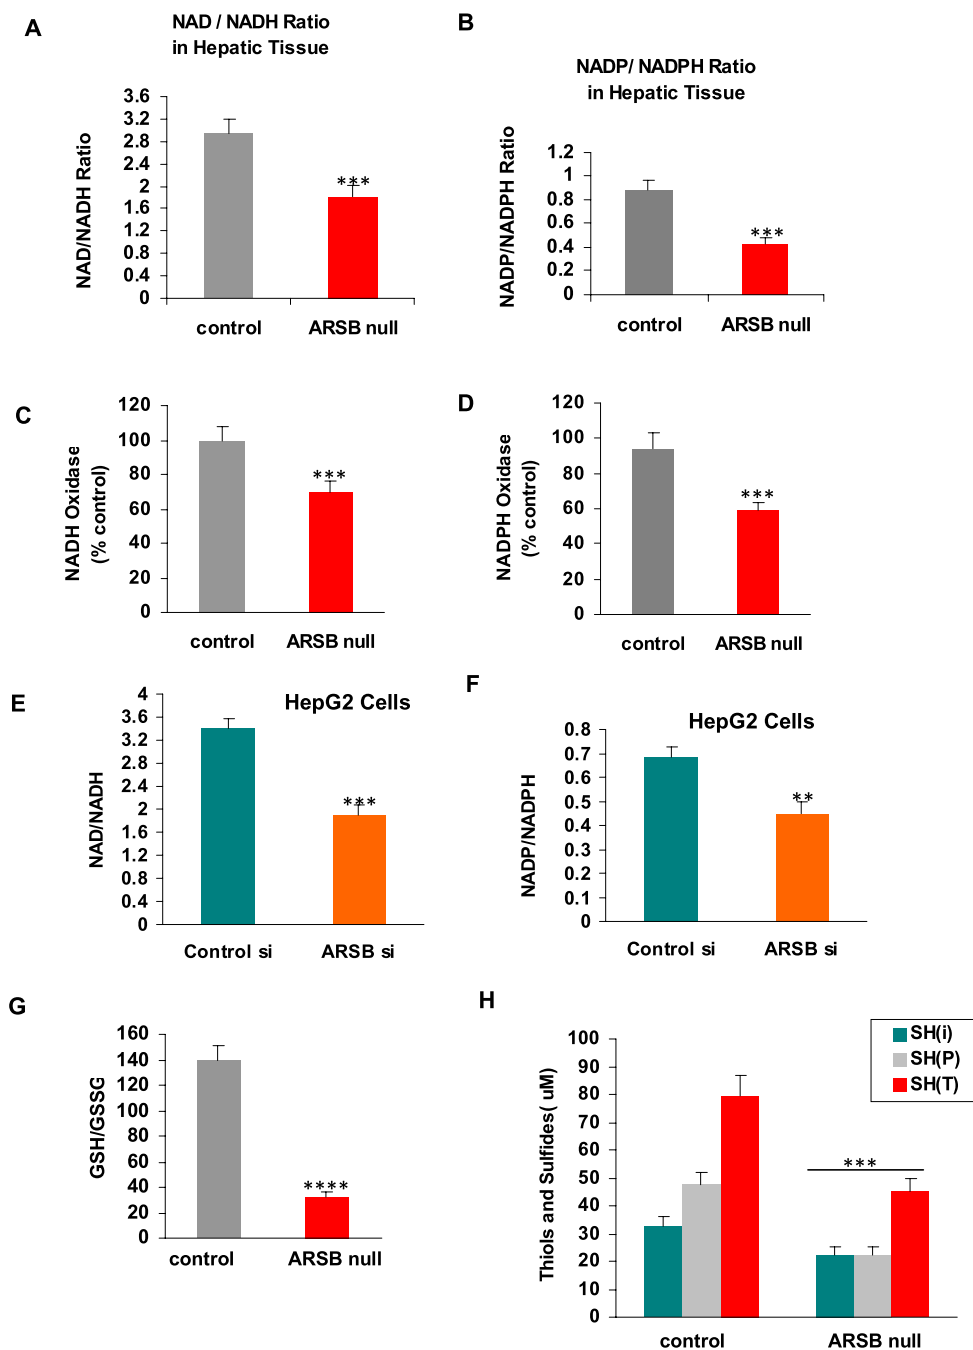 A
NAD / NADH Ratio
in Hepatic Tissue
NAD/NADH Ratio
3.6
3.2
2.8
2.4
2
1.6
1.2
0.8
0.4
0
***
control
ARSB null
B
NADP/ NADPH Ratio
in Hepatic Tissue
NADP/NADPH Ratio
1.2
1
0.8
0.6
0.4
0.2
0
***
control
ARSB null
C
NADH Oxidase
(% control)
120
100
80
60
40
20
0
***
control
ARSB null
D
NADPH Oxidase
(% control)
120
100
80
60
40
20
0
***
control
ARSB null
E
HepG2 Cells
NAD/NADH
4
3.6
3.2
2.8
2.4
2
1.6
1.2
0.8
0.4
0
***
Control si
ARSB si
F
HepG2 Cells
NADP/NADPH
0.8
0.7
0.6
0.5
0.4
0.3
0.2
0.1
0
**
Control si
ARSB si
G
GSH/GSSG
160
140
120
100
80
60
40
20
0
****
control
ARSB null
H
SH(i)
SH(P)
SH(T)
Thiols and Sulfides( uM)
100
90
80
70
60
50
40
30
20
10
0
***
control
ARSB null